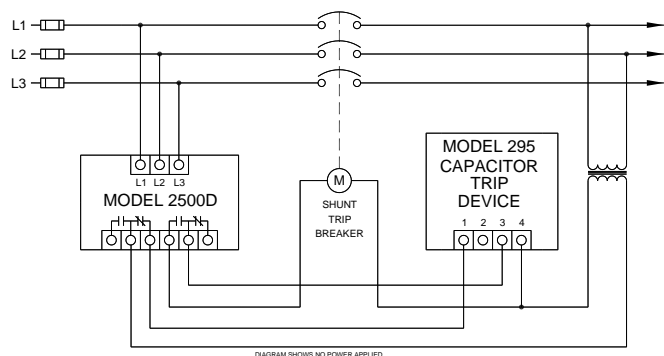 L1
L2
L3
L1 L2 L3
MODEL 2500D
M
SHUNT
TRIP
BREAKER
MODEL 295
CAPACITOR
TRIP
DEVICE
1 2 3 4
DIAGRAM SHOWS NO POWER APPLIED